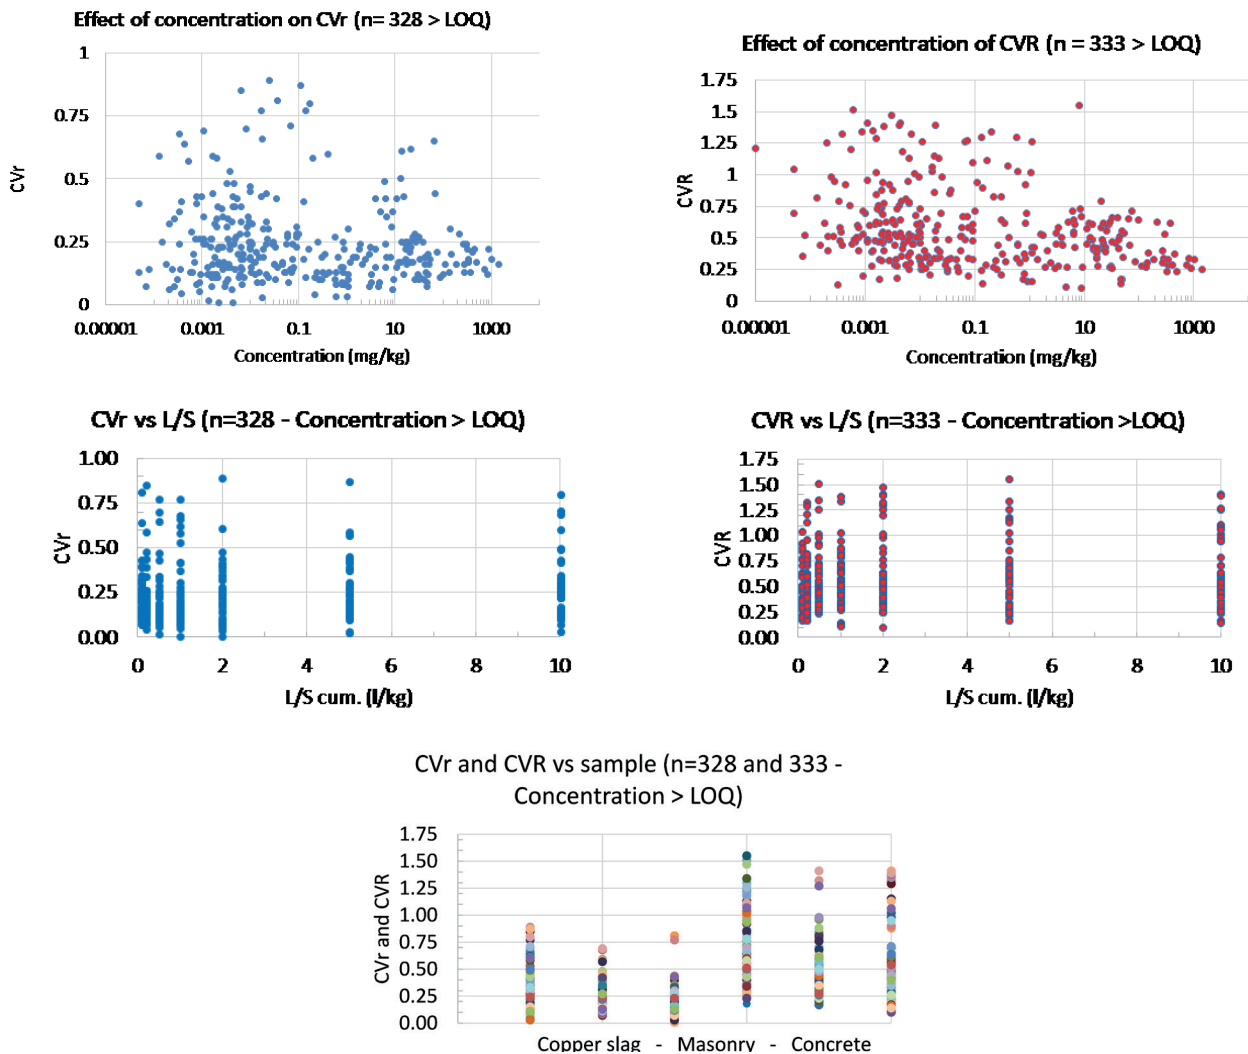 Effect of concentration on CVr (n= 328 > LOQ)
1
0.75
0.5
0.25
0
CVr
0.00001 0.001 0.1 10 1000
Concentration (mg/kg)
Effect of concentration of CVR (n = 333 > LOQ)
1.75
1.5
1.25
1
0.75
0.5
0.25
0
CVR
0.00001 0.001 0.1 10 1000
Concentration (mg/kg)
CVr vs L/S (n=328 - Concentration > LOQ)
1.00
0.75
0.50
0.25
0.00
CVr
0 2 4 6 8 10
L/S cum. (l/kg)
CVR vs L/S (n=333 - Concentration >LOQ)
1.75
1.50
1.25
1.00
0.75
0.50
0.25
0.00
CVR
0 2 4 6 8 10
L/S cum. (l/kg)
CVr and CVR vs sample (n=328 and 333 -
Concentration > LOQ)
1.75
1.50
1.25
1.00
0.75
0.50
0.25
0.00
CVr and CVR
Copper slag - Masonry - Concrete